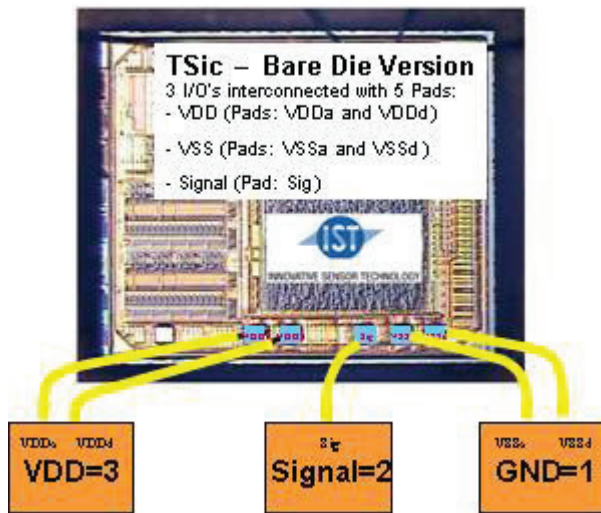 TSic – Bare Die Version
3 I/O's interconnected with 5 Pads:
- VDD (Pads: VDDa and VDDd)
- VSS (Pads: VSSa and VSSd)
- Signal (Pad: Sig)
IST
INNOVATIVE SENSOR TECHNOLOGY
Sig
VDDa VDDd
VDD=3
Sig
Signal=2
VSSa VSSd
GND=1